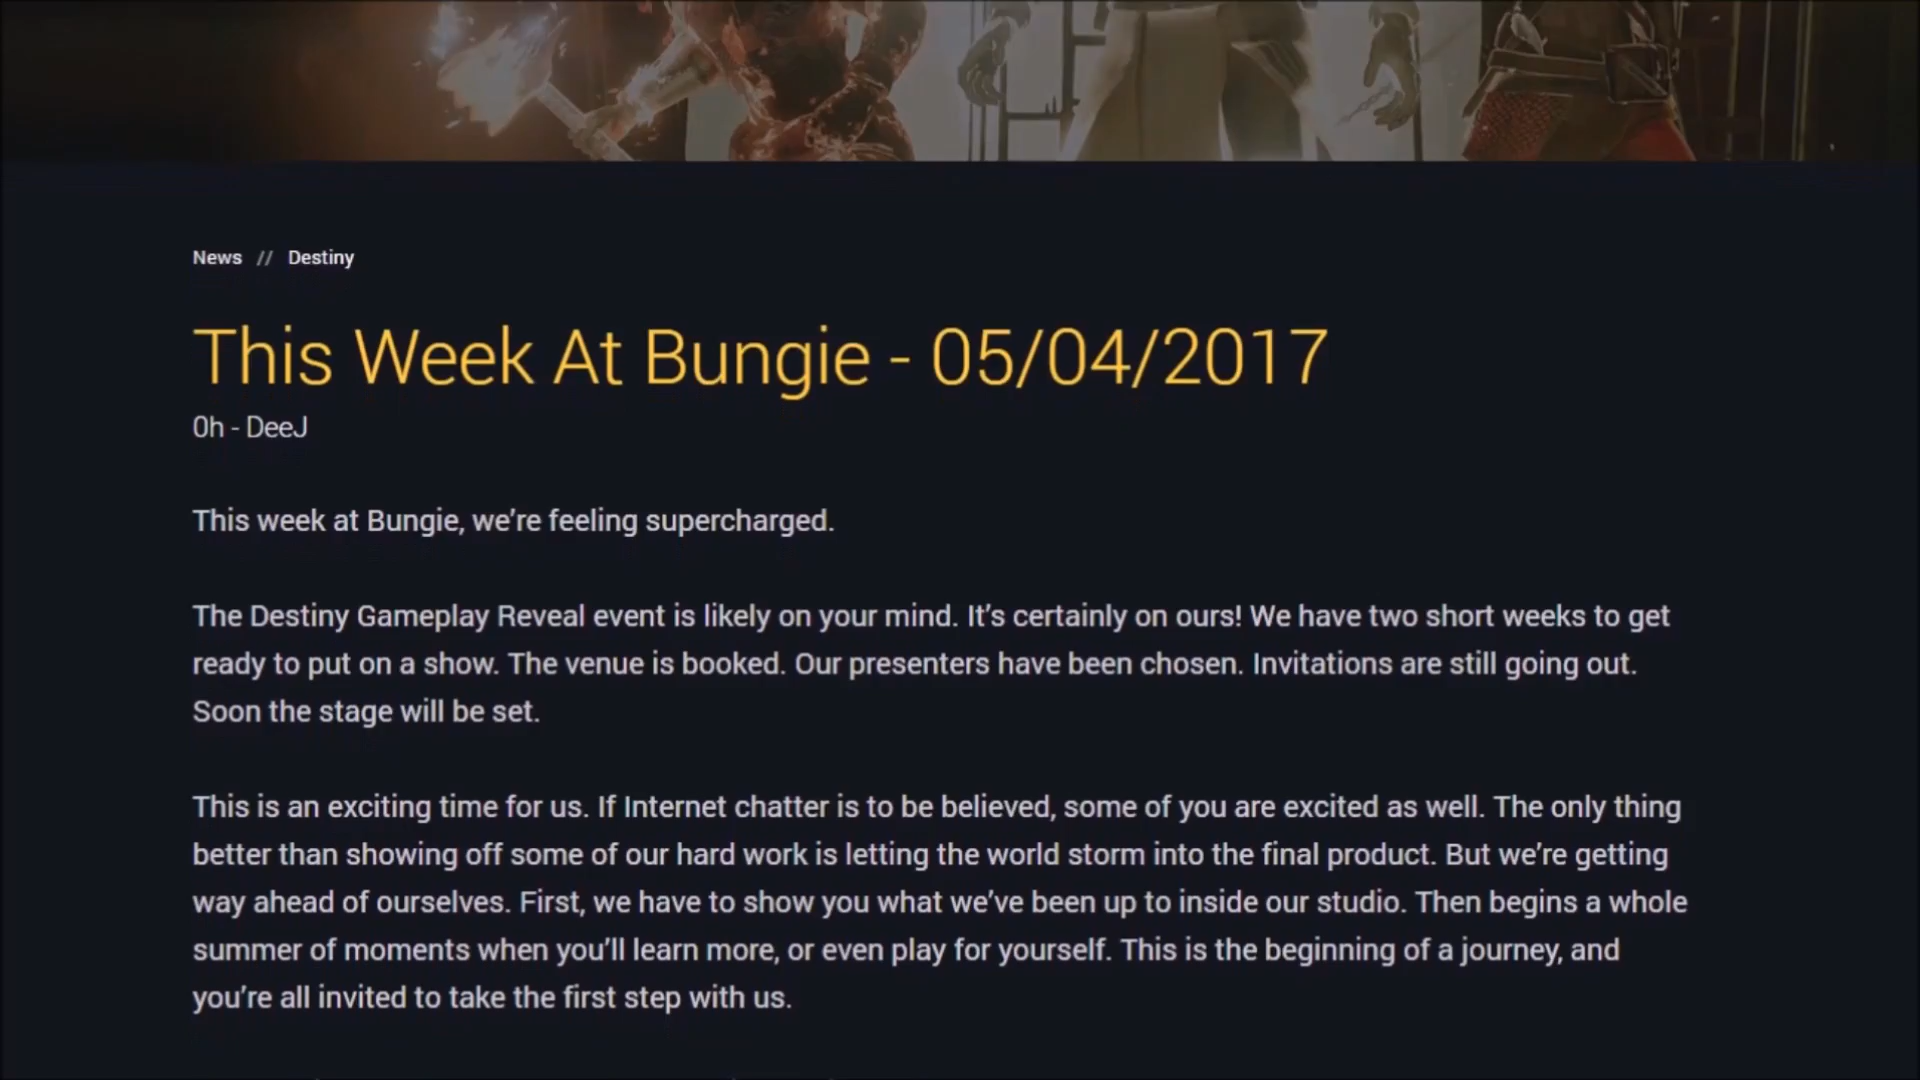 News // Destiny
This Week At Bungie - 05/04/2017
0h - DeeJ
This week at Bungie, we’re feeling supercharged.
The Destiny Gameplay Reveal event is likely on your mind. It’s certainly on ours! We have two short weeks to get
ready to put on a show. The venue is booked. Our presenters have been chosen. Invitations are still going out.
Soon the stage will be set.
This is an exciting time for us. If Internet chatter is to be believed, some of you are excited as well. The only thing
better than showing off some of our hard work is letting the world storm into the final product. But we’re getting
way ahead of ourselves. First, we have to show you what we’ve been up to inside our studio. Then begins a whole
summer of moments when you’ll learn more, or even play for yourself. This is the beginning of a journey, and
you’re all invited to take the first step with us.